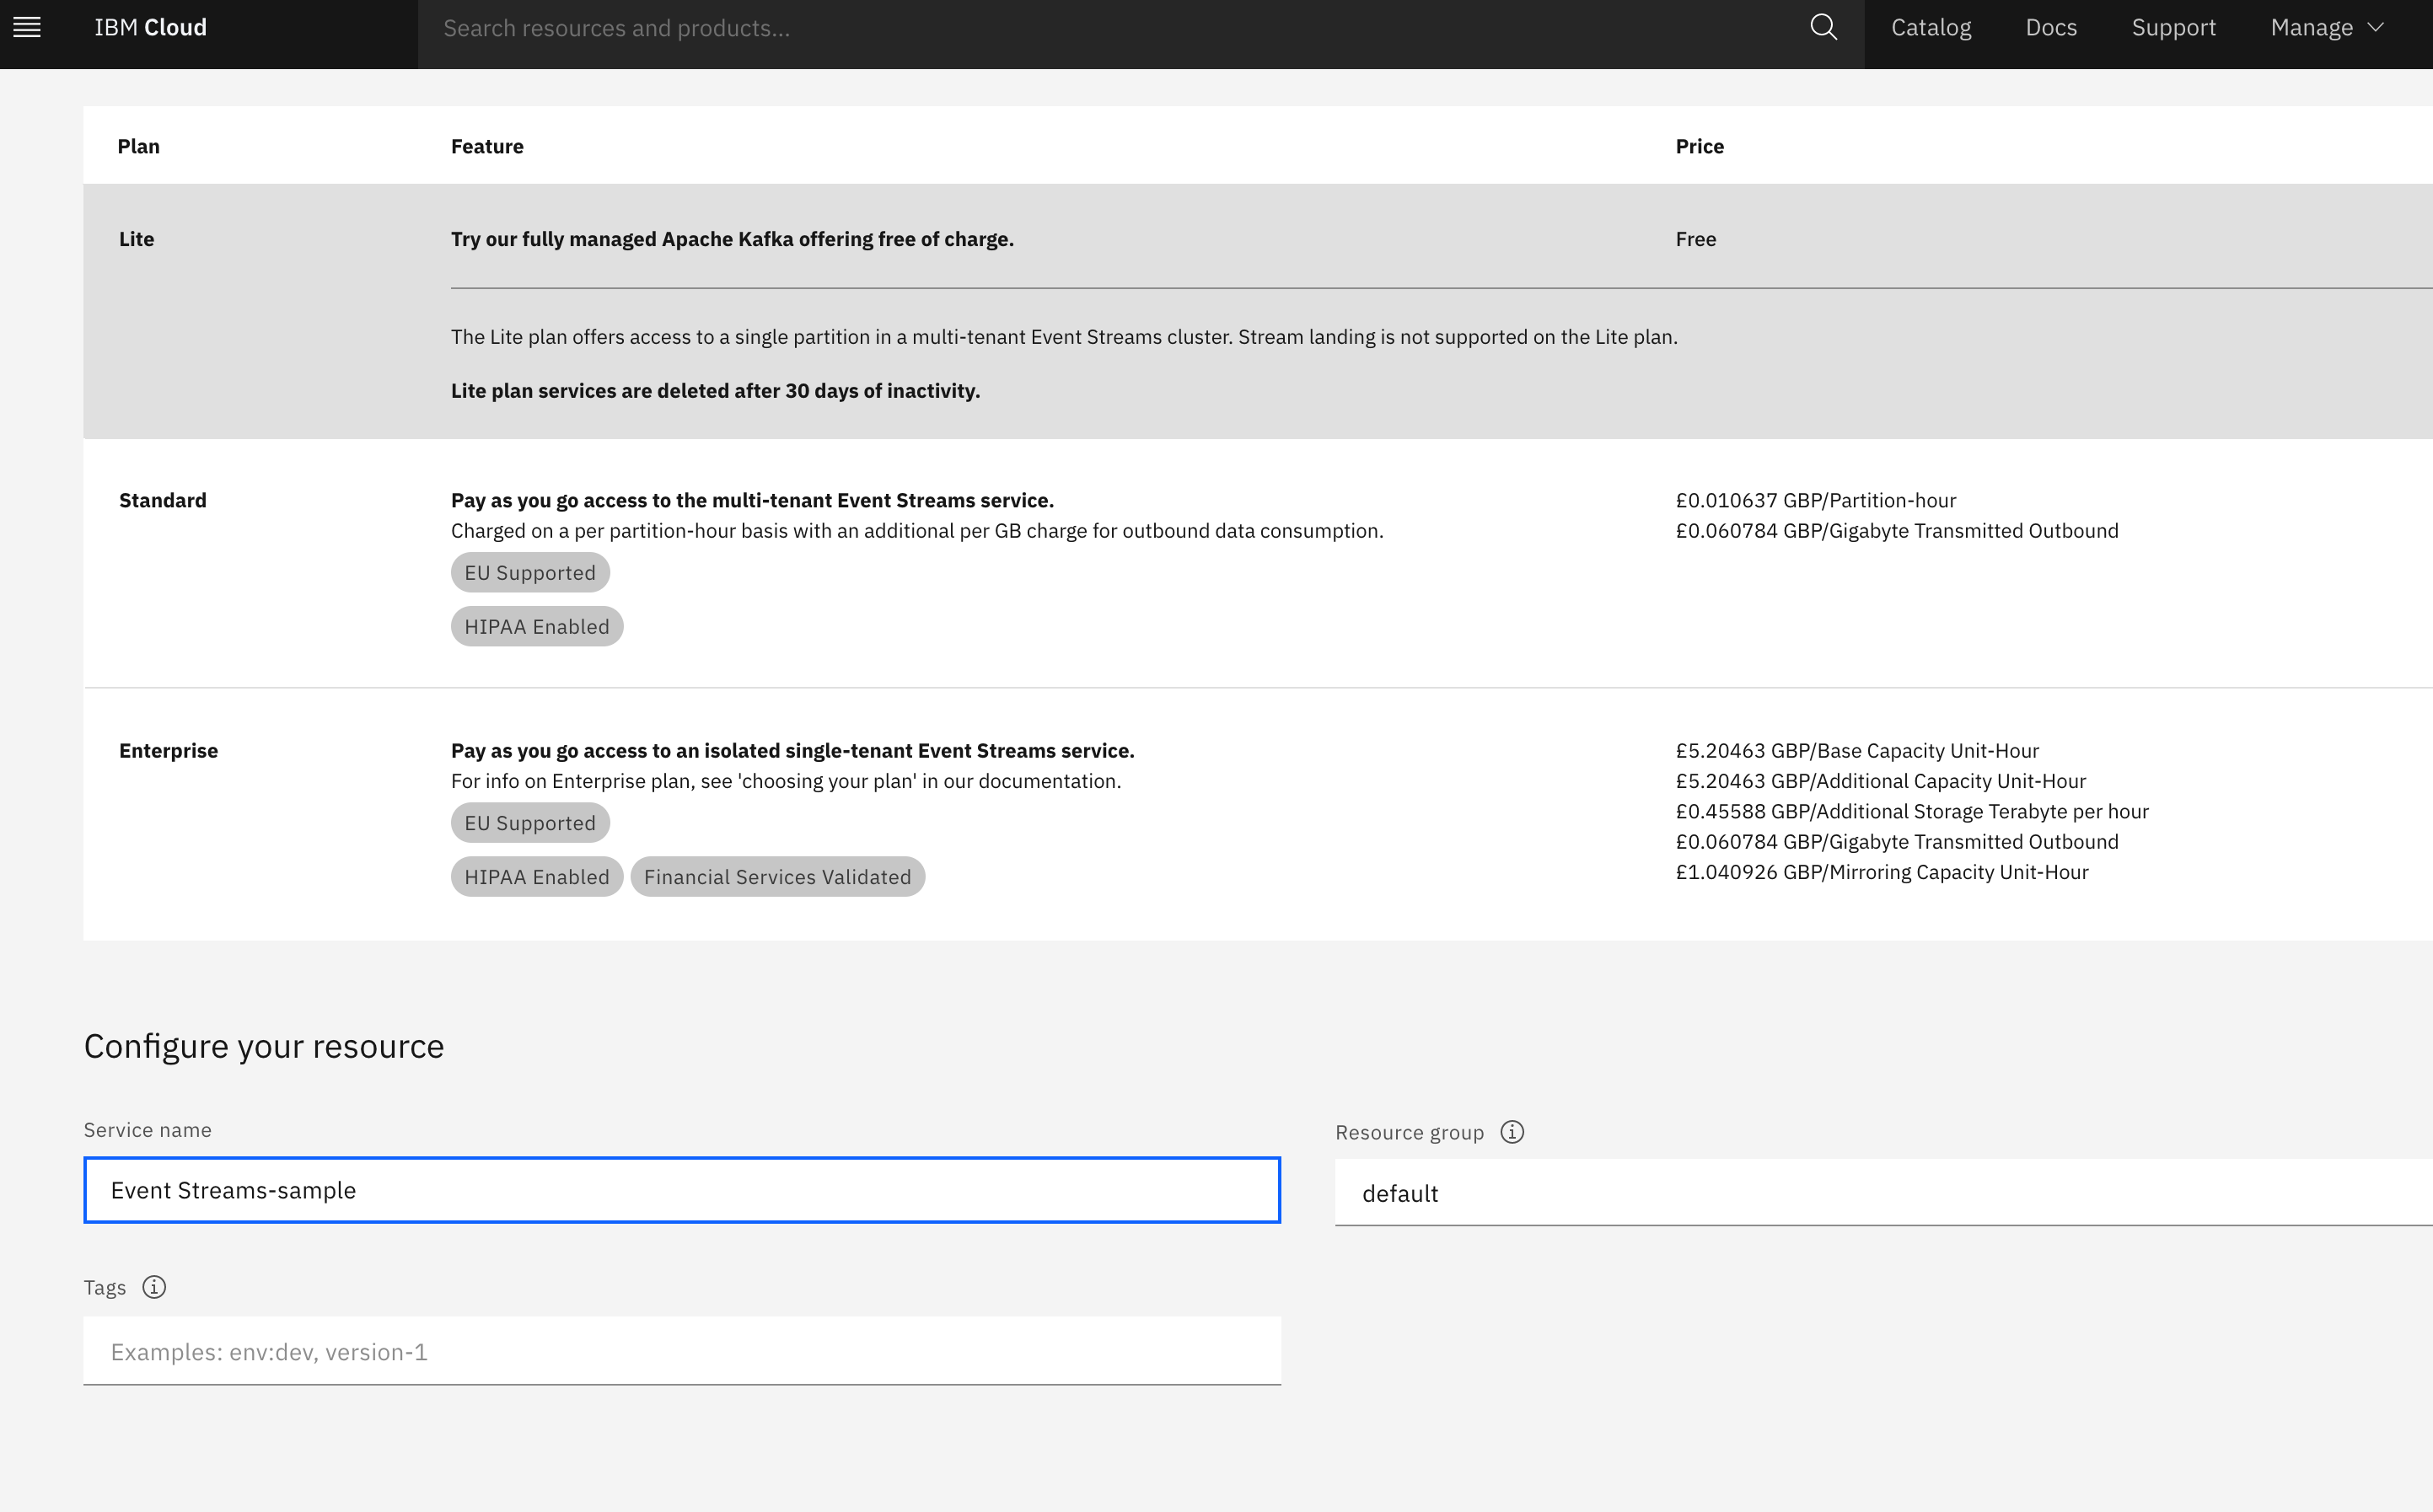 IBM Cloud
Search resources and products...
Catalog
Docs
Support
Manage
Plan
Feature
Price
Lite
Try our fully managed Apache Kafka offering free of charge.
Free
The Lite plan offers access to a single partition in a multi-tenant Event Streams cluster. Stream landing is not supported on the Lite plan.
Lite plan services are deleted after 30 days of inactivity.
Standard
Pay as you go access to the multi-tenant Event Streams service.
Charged on a per partition-hour basis with an additional per GB charge for outbound data consumption.
EU Supported
HIPAA Enabled
£0.010637 GBP/Partition-hour
£0.060784 GBP/Gigabyte Transmitted Outbound
Enterprise
Pay as you go access to an isolated single-tenant Event Streams service.
For info on Enterprise plan, see 'choosing your plan' in our documentation.
EU Supported
HIPAA Enabled
Financial Services Validated
£5.20463 GBP/Base Capacity Unit-Hour
£5.20463 GBP/Additional Capacity Unit-Hour
£0.45588 GBP/Additional Storage Terabyte per hour
£0.060784 GBP/Gigabyte Transmitted Outbound
£1.040926 GBP/Mirroring Capacity Unit-Hour
Configure your resource
Service name
Event Streams-sample
Resource group
default
Tags
Examples: env:dev, version-1